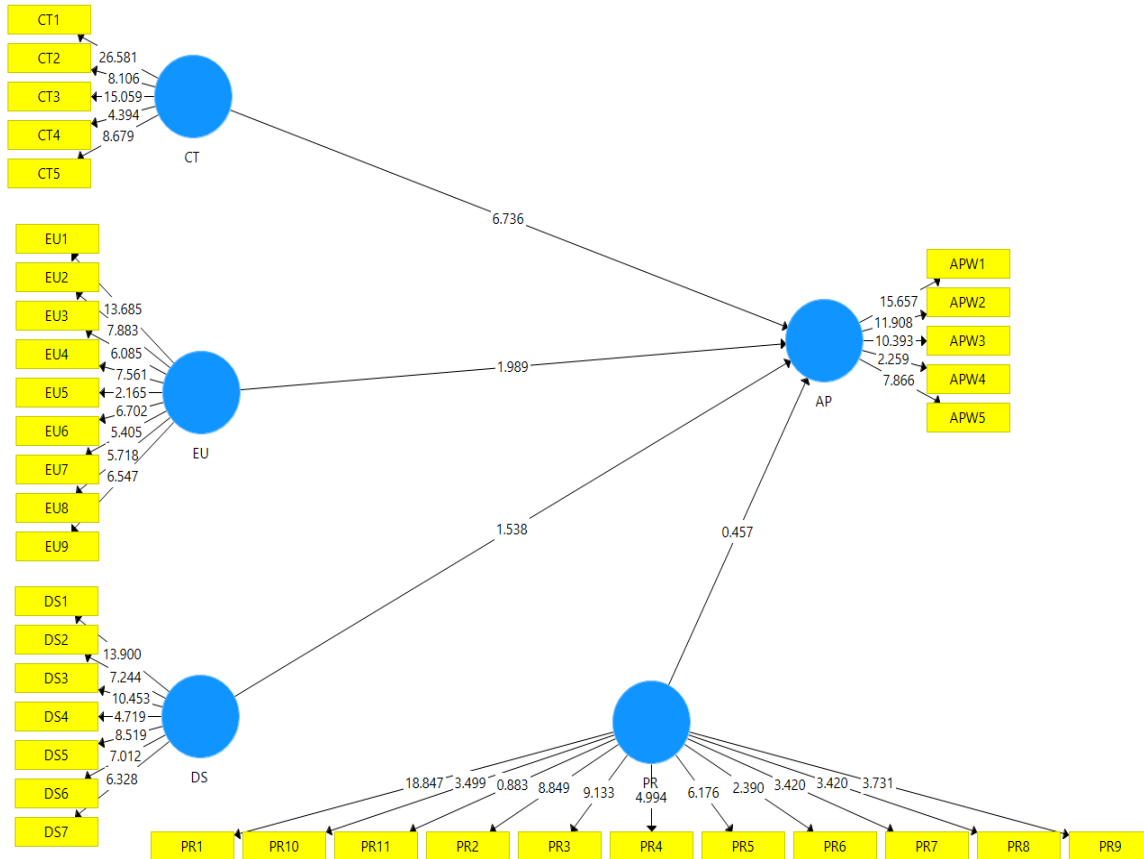 CT1
CT2
CT3
CT4
CT5
26.581
8.106
15.059
4.394
8.679
CT
6.736
EU1
EU2
EU3
EU4
EU5
EU6
EU7
EU8
EU9
13.685
7.883
6.085
7.561
2.165
6.702
5.405
5.718
6.547
EU
1.989
APW1
APW2
APW3
APW4
APW5
15.657
11.908
10.393
2.259
7.866
AP
1.538
0.457
DS1
DS2
DS3
DS4
DS5
DS6
DS7
13.900
7.244
10.453
4.719
8.519
7.012
6.328
DS
PR
18.847
3.499
0.883
8.849
9.133
4.994
6.176
2.390
3.420
3.420
3.731
PR1
PR10
PR11
PR2
PR3
PR4
PR5
PR6
PR7
PR8
PR9